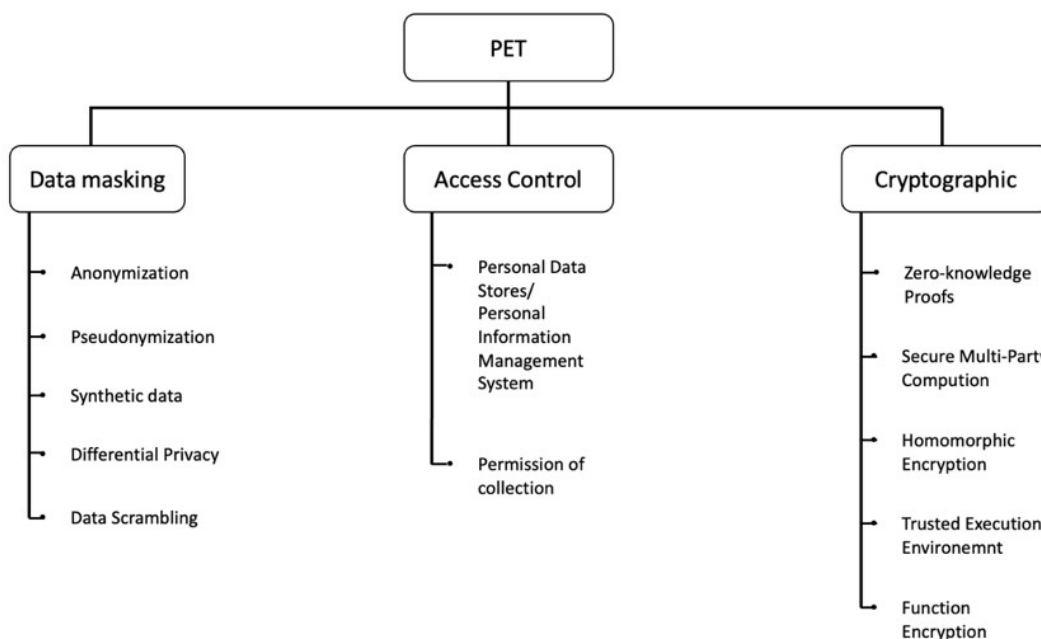 PET
Data masking
Anonymization
Pseudonymization
Synthetic data
Differential Privacy
Data Scrambling
Access Control
Personal Data
Stores/
Personal
Information
Management
System
Permission of
collection
Cryptographic
Zero-knowledge
Proofs
Secure Multi-Party
Compution
Homomorphic
Encryption
Trusted Execution
Environemnt
Function
Encryption